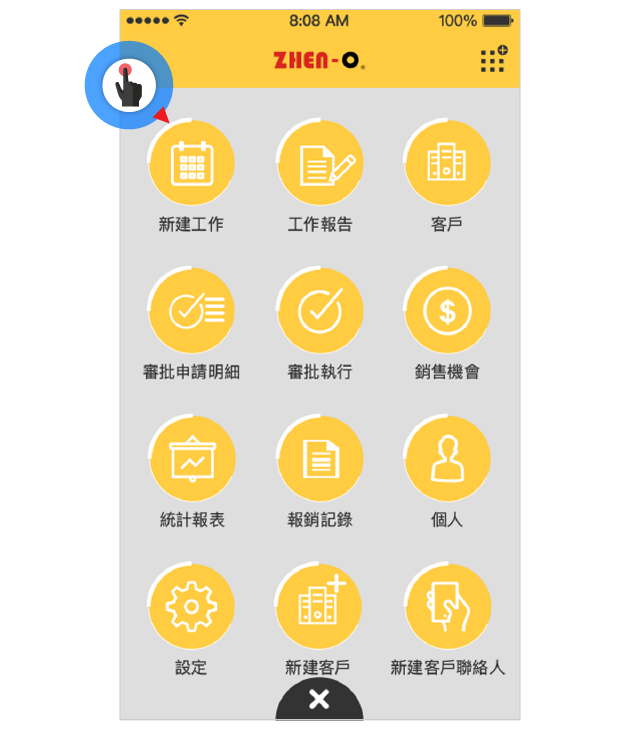 8:08 AM 100%
ZHEN-O®
新建工作 工作報告 客戶
審批申請明細 審批執行 銷售機會
統計報表 報銷記錄 個人
設定 新建客戶 新建客戶聯絡人